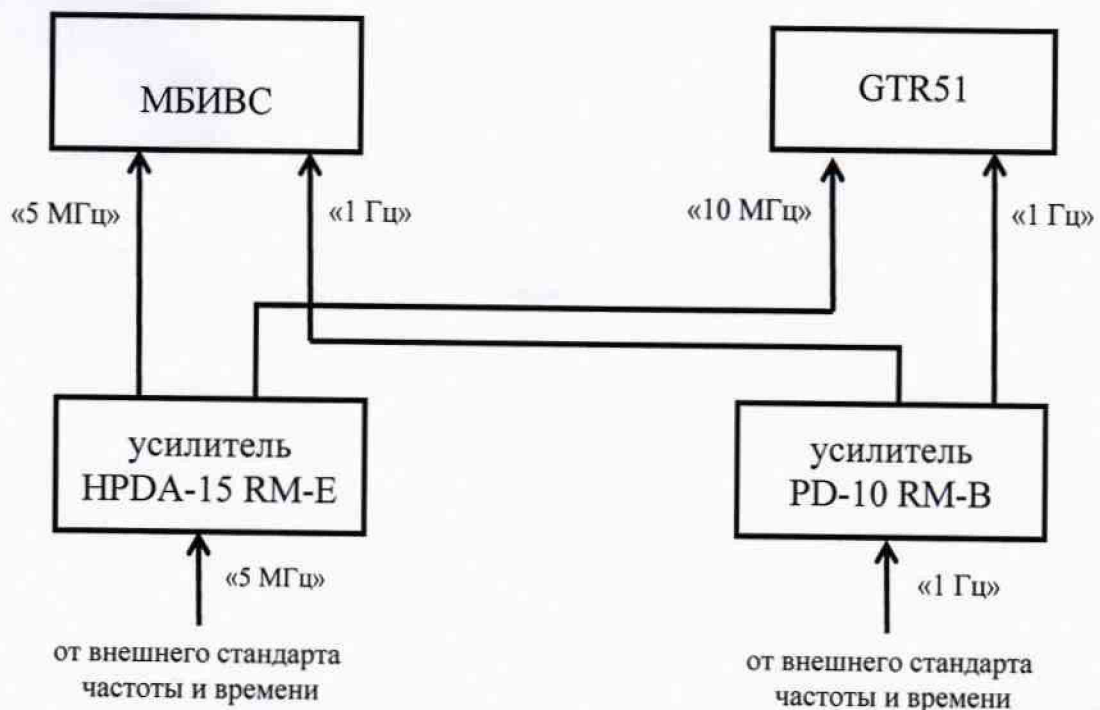 МБИВС
GTR51
«5 МГц»
«1 Гц»
«10 МГц»
«1 Гц»
усилитель
HPDA-15 RM-E
усилитель
PD-10 RM-B
«5 МГц»
«1 Гц»
от внешнего стандарта
частоты и времени
от внешнего стандарта
частоты и времени